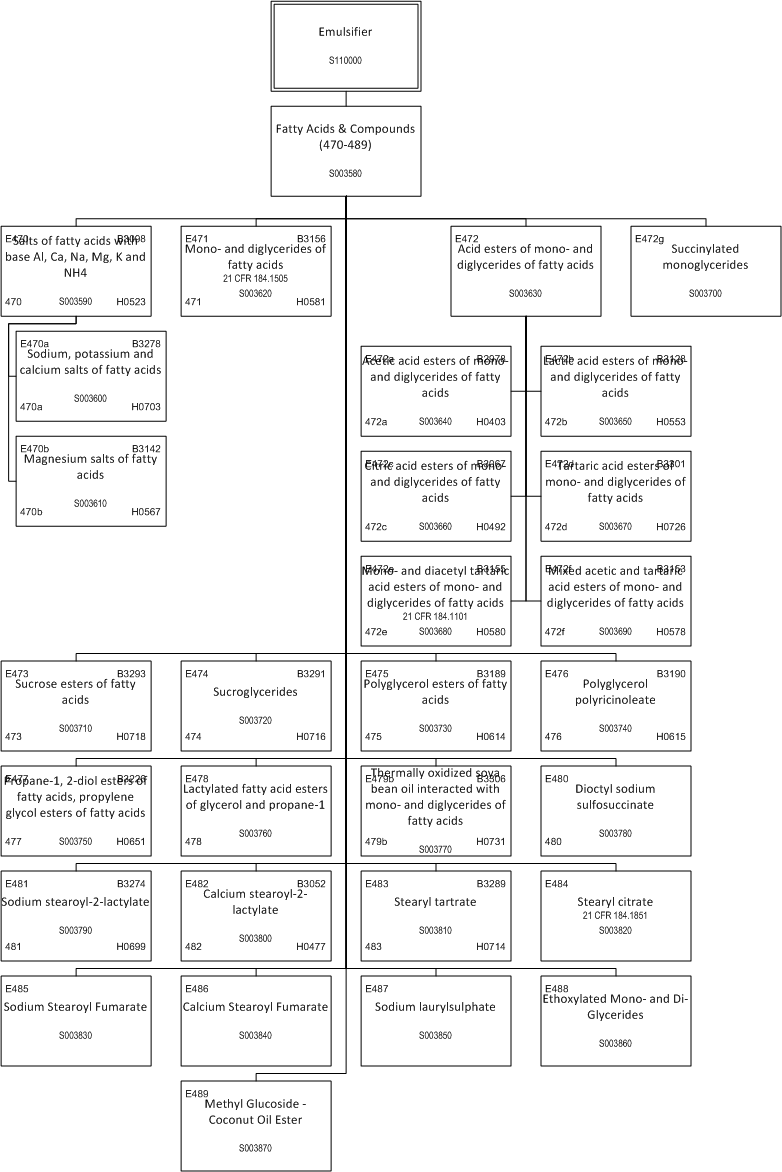 Emulsifier
S110000
Fatty Acids & Compounds
(470-489)
S003580
E470 B3098
Salts of fatty acids with
base Al, Ca, Na, Mg, K and
NH4
470 S003590 H0523
E471 B3156
Mono- and diglycerides of
fatty acids
21 CFR 184.1505
S003620
471 H0581
E472
Acid esters of mono- and
diglycerides of fatty acids
S003630
E472g
Succinylated
monoglycerides
S003700
E470a B3278
Sodium, potassium and
calcium salts of fatty acids
S003600
470a H0703
E470b B3142
Magnesium salts of fatty
acids
S003610
470b H0567
E472a B2978
Acetic acid esters of mono-
and diglycerides of fatty
acids
472a S003640 H0403
E472b B3128
Lactic acid esters of mono-
and diglycerides of fatty
acids
472b S003650 H0553
E472c B3067
Citric acid esters of mono-
and diglycerides of fatty
acids
472c S003660 H0492
E472d B3301
Tartaric acid esters of
mono- and diglycerides of
fatty acids
472d S003670 H0726
E472e B3155
Mono- and diacetyl tartaric
acid esters of mono- and
diglycerides of fatty acids
21 CFR 184.1101
472e S003680 H0580
E472f B3153
Mixed acetic and tartaric
acid esters of mono- and
diglycerides of fatty acids
472f S003690 H0578
E473 B3293
Sucrose esters of fatty
acids
S003710
473 H0718
E474 B3291
Sucroglycerides
S003720
474 H0716
E475 B3189
Polyglycerol esters of fatty
acids
S003730
475 H0614
E476 B3190
Polyglycerol
polyricinoleate
S003740
476 H0615
E477 B3226
Propane-1, 2-diol esters of
fatty acids, propylene
glycol esters of fatty acids
477 S003750 H0651
E478
Lactylated fatty acid esters
of glycerol and propane-1
S003760
478
E479b B3306
Thermally oxidized soya
bean oil interacted with
mono- and diglycerides of
fatty acids
479b H0731
S003770
E480
Dioctyl sodium
sulfosuccinate
S003780
480
E481 B3274
Sodium stearoyl-2-lactylate
S003790
481 H0699
E482 B3052
Calcium stearoyl-2-
lactylate
S003800
482 H0477
E483 B3289
Stearyl tartrate
S003810
483 H0714
E484
Stearyl citrate
21 CFR 184.1851
S003820
E485
Sodium Stearoyl Fumarate
S003830
E486
Calcium Stearoyl Fumarate
S003840
E487
Sodium laurylsulphate
S003850
E488
Ethoxylated Mono- and Di-
Glycerides
S003860
E489
Methyl Glucoside -
Coconut Oil Ester
S003870